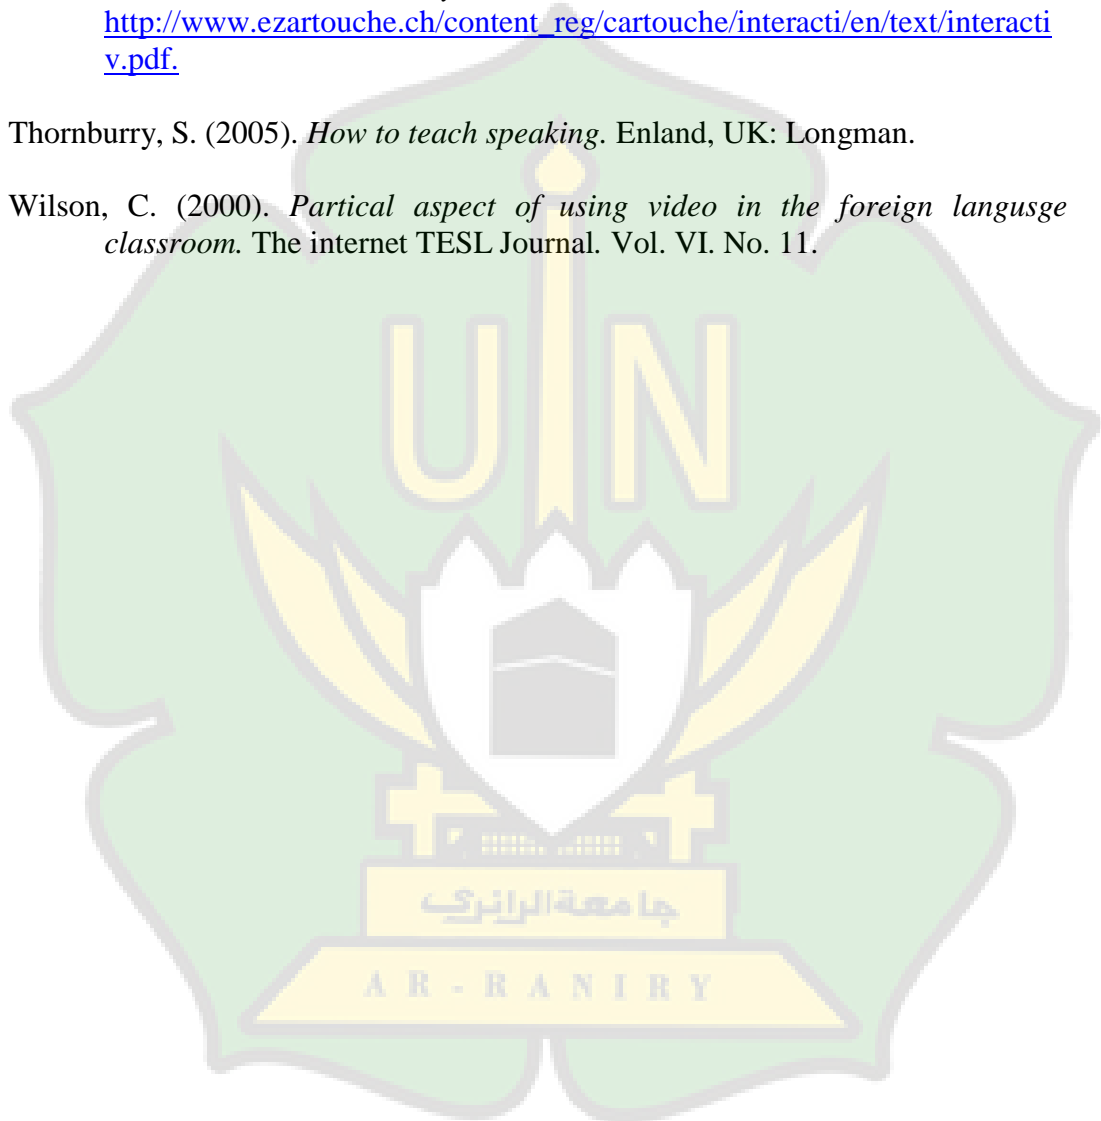 http://www.ezartouche.ch/content_reg/cartouche/interacti/en/text/interacti
v.pdf.
Thornburry, S. (2005). How to teach speaking. Enland, UK: Longman.
Wilson, C. (2000). Partical aspect of using video in the foreign langusge
classroom. The internet TESL Journal. Vol. VI. No. 11.
UIN
جامعة الرانري
AR-RANIRY